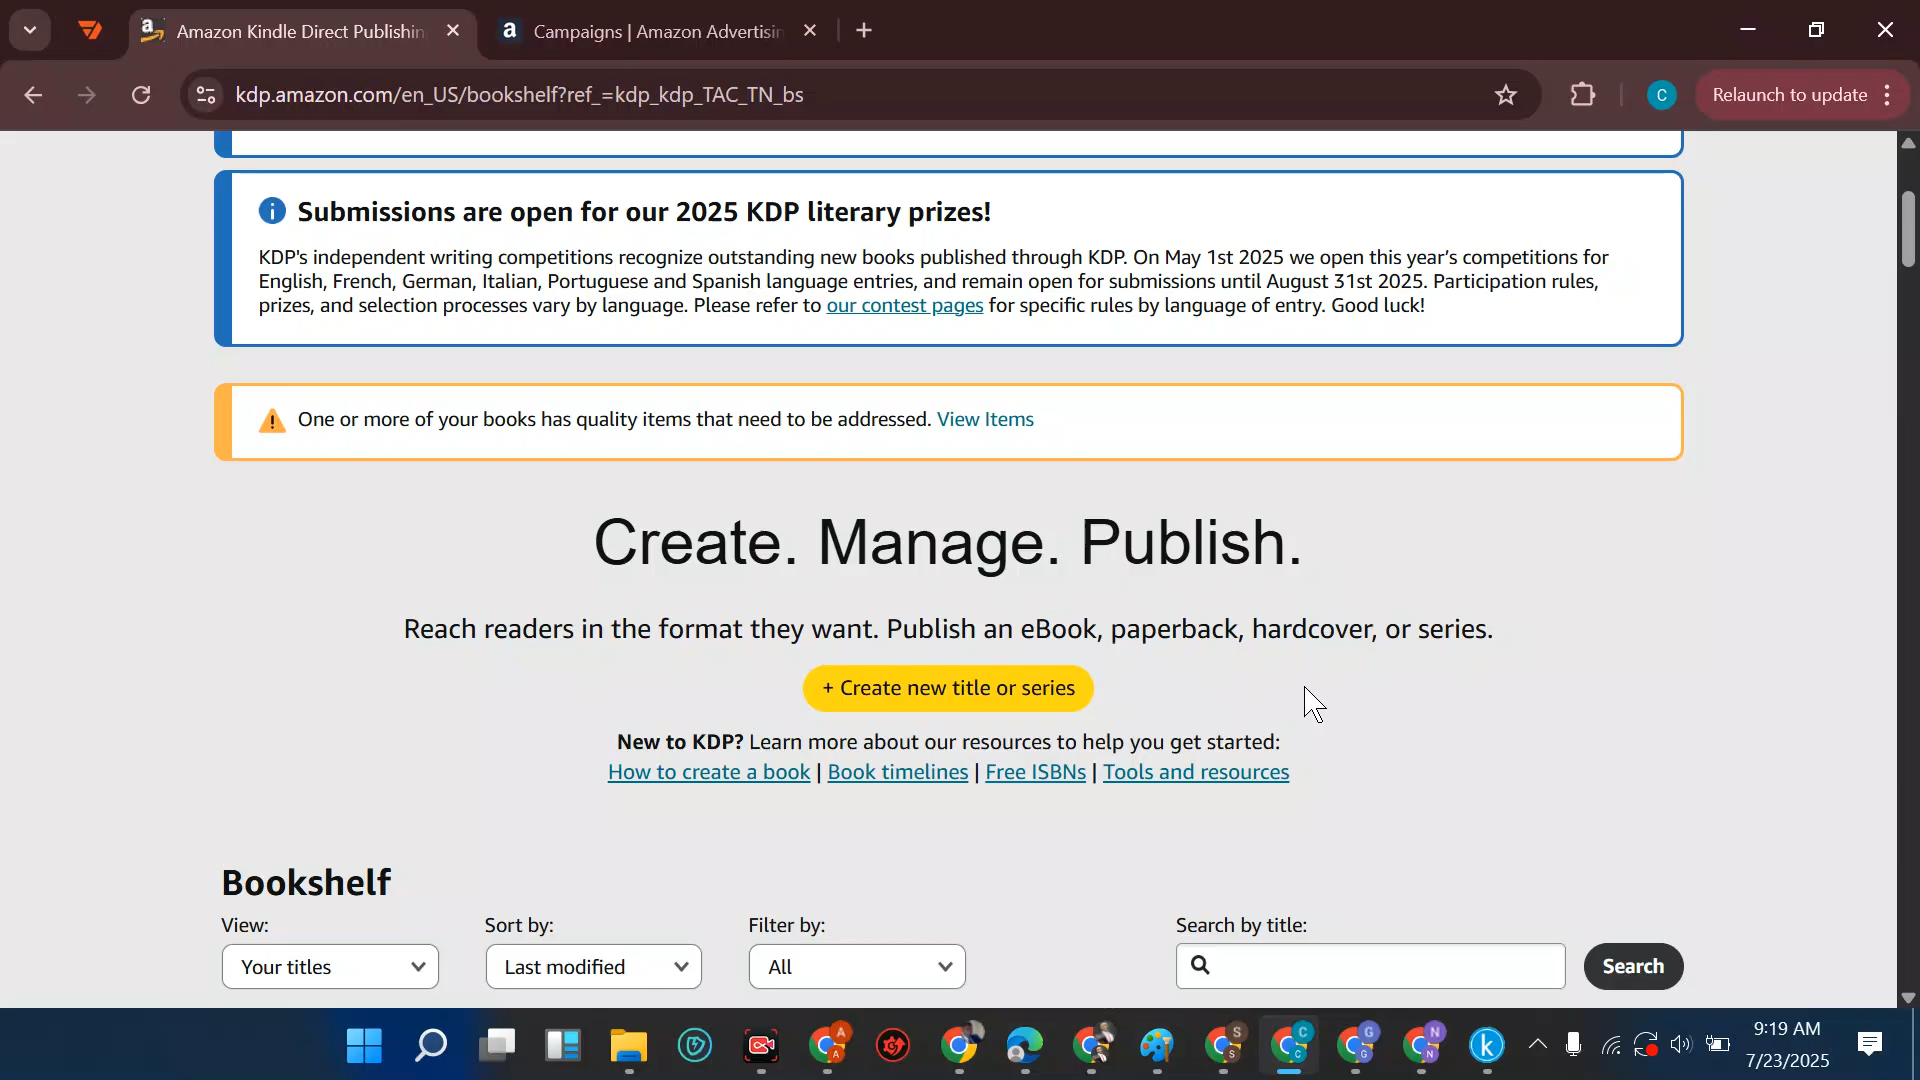 Amazon Kindle Direct Publishin
Campaigns | Amazon Advertisin
kdp.amazon.com/en_US/bookshelf?ref_=kdp_kdp_TAC_TN_bs
C
Relaunch to update
Submissions are open for our 2025 KDP literary prizes!
KDP's independent writing competitions recognize outstanding new books published through KDP. On May 1st 2025 we open this year's competitions for
English, French, German, Italian, Portuguese and Spanish language entries, and remain open for submissions until August 31st 2025. Participation rules,
prizes, and selection processes vary by language. Please refer to our contest pages for specific rules by language of entry. Good luck!
One or more of your books has quality items that need to be addressed. View Items
Create. Manage. Publish.
Reach readers in the format they want. Publish an eBook, paperback, hardcover, or series.
+ Create new title or series
New to KDP? Learn more about our resources to help you get started:
How to create a book | Book timelines | Free ISBNs | Tools and resources
Bookshelf
View: Sort by: Filter by: Search by title:
Your titles Last modified All Search
9:19 AM
7/23/2025